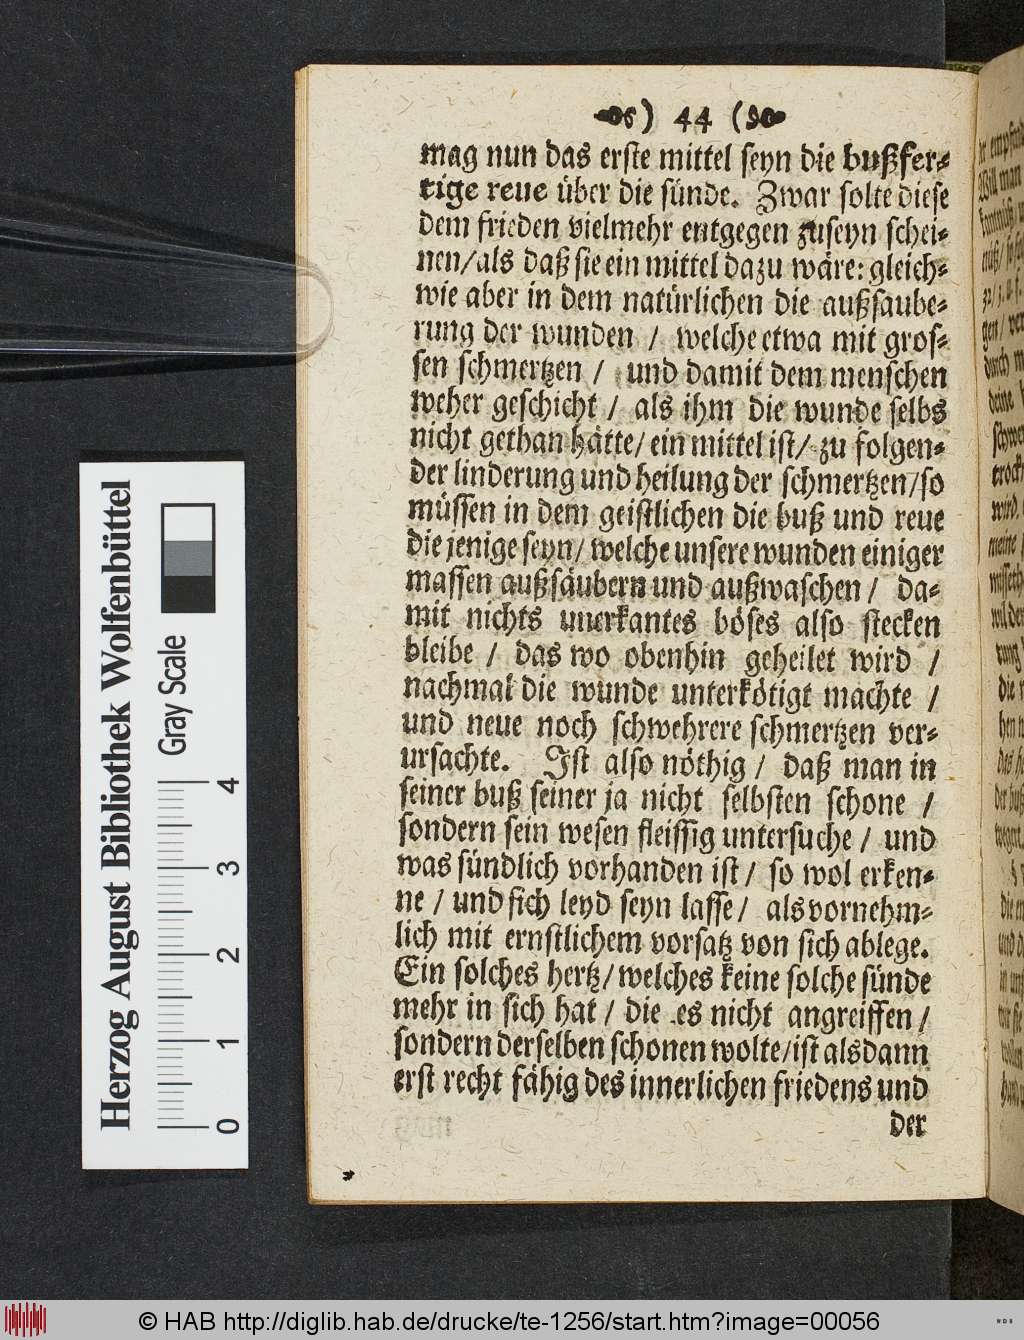 ) 44 (
mag nun das erste mittel seyn die bußfer-
tige reue über die sünde. Zwar solte diese
dem frieden vielmehr entgegen zuseyn schei-
nen/als daß sie ein mittel dazu wäre: gleich-
wie aber in dem natürlichen die außsaube-
rung der wunden / welche etwa mit gros-
sen schmertzen / und damit dem menschen
weher geschicht / als ihm die wunde selbs
nicht gethan hätte/ ein mittel ist/ zu folgen-
der linderung und heilung der schmertzen/so
müssen in dem geistlichen die buß und reue
die jenige seyn/ welche unsere wunden einiger
massen außsäubern und außwaschen / da-
mit nichts unerkantes böses also stecken
bleibe / das wo obenhin geheilet wird /
nachmal die wunde unterkötigt machte /
und neue noch schwehrere schmertzen ver-
ursachte. Ist also nöthig / daß man in
seiner buß seiner ja nicht selbsten schone /
sondern sein wesen fleissig untersuche / und
was sündlich vorhanden ist / so wol erken-
ne / und sich leyd seyn lasse / als vornehm-
lich mit ernstlichem vorsatz von sich ablege.
Ein solches hertz/welches keine solche sünde
mehr in sich hat / die es nicht angreiffen /
sondern derselben schonen wolte/ist alsdann
erst recht fähig des innerlichen friedens und
der
Herzog August Bibliothek Wolfenbüttel
Gray Scale
0 1 2 3 4
© HAB http://diglib.hab.de/drucke/te-1256/start.htm?image=00056